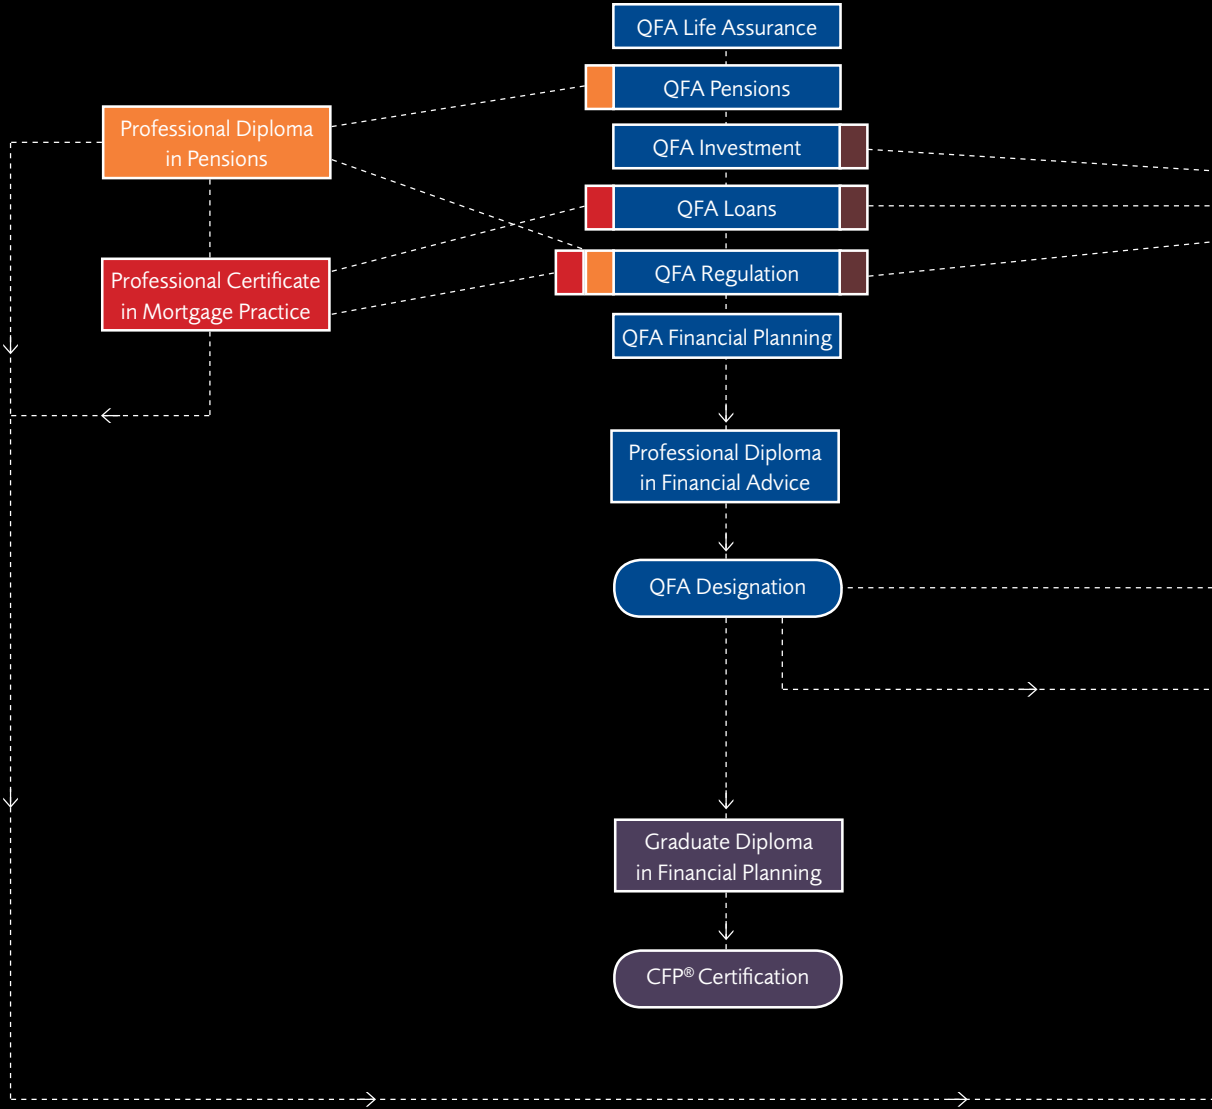 QFA Life Assurance
QFA Pensions
Professional Diploma
in Pensions
QFA Investment
QFA Loans
QFA Regulation
Professional Certificate
in Mortgage Practice
QFA Financial Planning
Professional Diploma
in Financial Advice
QFA Designation
Graduate Diploma
in Financial Planning
CFP® Certification